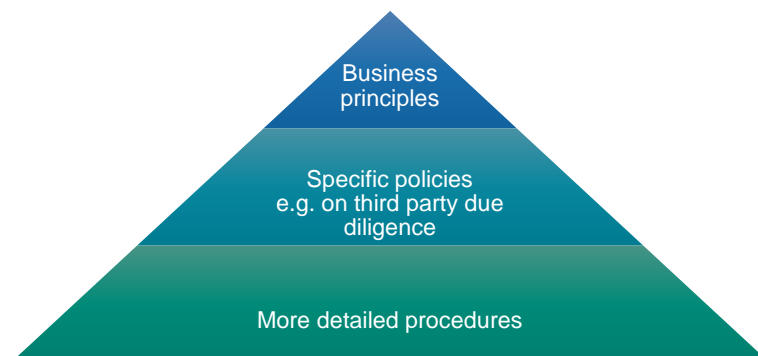 Business
principles
Specific policies
e.g. on third party due
diligence
More detailed procedures